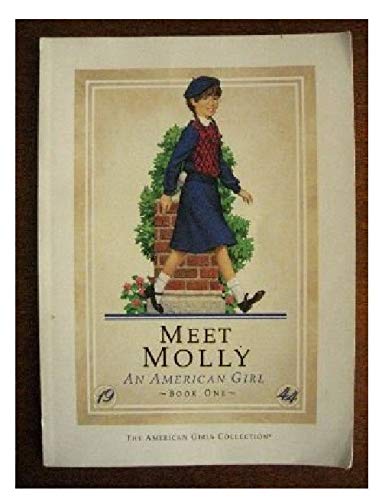 MEET
MOLLY
AN AMERICAN GIRL
~BOOK ONE~
19 44
THE AMERICAN GIRLS COLLECTION®